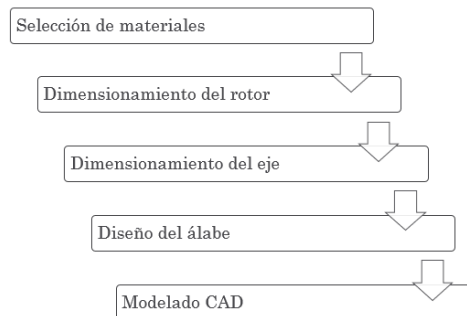 Selección de materiales
Dimensionamiento del rotor
Dimensionamiento del eje
Diseño del álabe
Modelado CAD